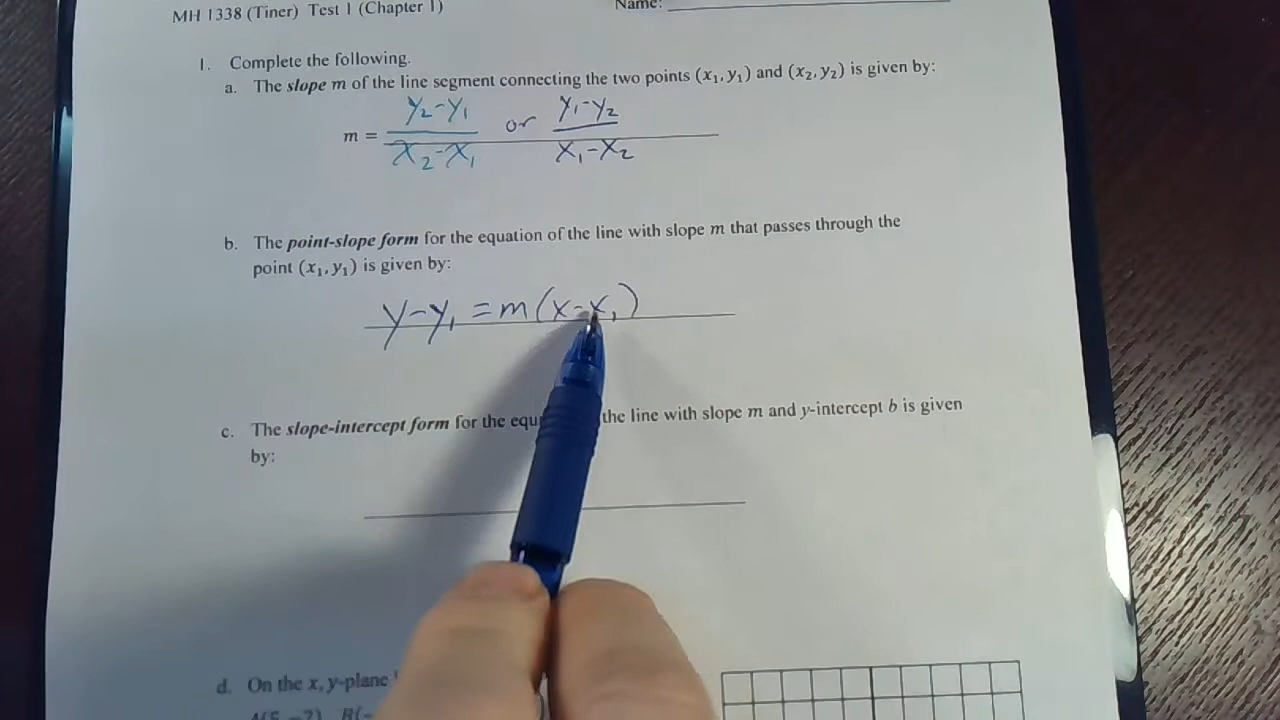 MH 1338 (Tiner) Test 1 (Chapter 1)
Name:
1. Complete the following.
a. The slope m of the line segment connecting the two points (x₁, y₁) and (x₂, y₂) is given by:
m = y₂-y₁ / x₂-x₁ or y₁-y₂ / x₁-x₂
b. The point-slope form for the equation of the line with slope m that passes through the
point (x₁, y₁) is given by:
y-y₁ = m(x-x₁)
c. The slope-intercept form for the equ the line with slope m and y-intercept b is given
by:
d. On the x, y-plane
A(5, −2) B(−